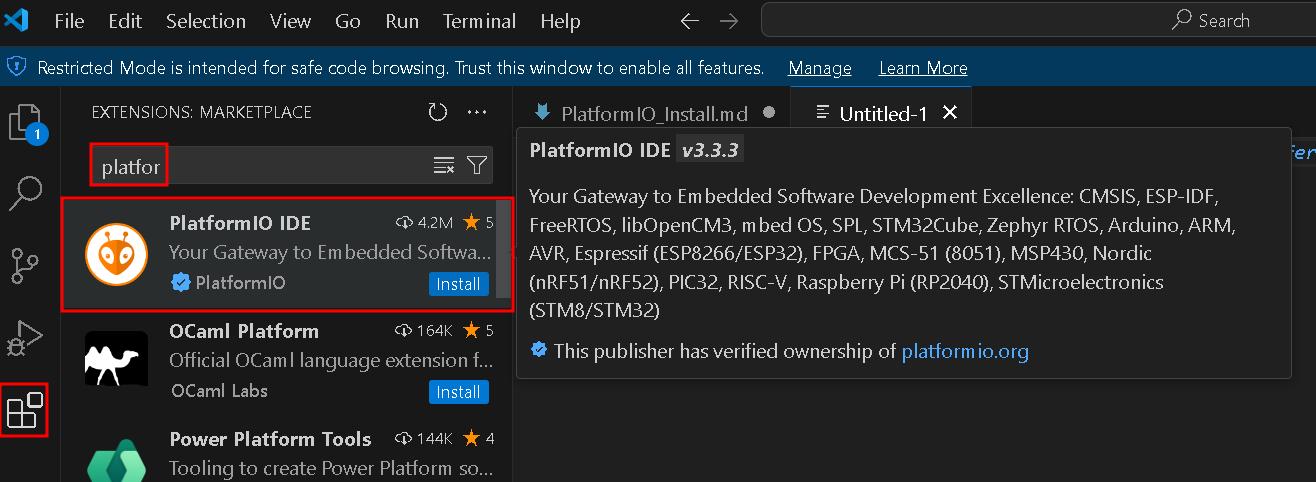 File Edit Selection View Go Run Terminal Help
Search
Restricted Mode is intended for safe code browsing. Trust this window to enable all features. Manage Learn More
EXTENSIONS: MARKETPLACE
PlatformIO_Install.md
Untitled-1
1
platfor
PlatformIO IDE 4.2M 5
Your Gateway to Embedded Softwa...
PlatformIO Install
OCaml Platform 164K 5
Official OCaml language extension f...
OCaml Labs Install
Power Platform Tools 144K 4
Tooling to create Power Platform so...
PlatformIO IDE v3.3.3
Your Gateway to Embedded Software Development Excellence: CMSIS, ESP-IDF,
FreeRTOS, libOpenCM3, mbed OS, SPL, STM32Cube, Zephyr RTOS, Arduino, ARM,
AVR, Espressif (ESP8266/ESP32), FPGA, MCS-51 (8051), MSP430, Nordic
(nRF51/nRF52), PIC32, RISC-V, Raspberry Pi (RP2040), STMicroelectronics
(STM8/STM32)
This publisher has verified ownership of platformio.org